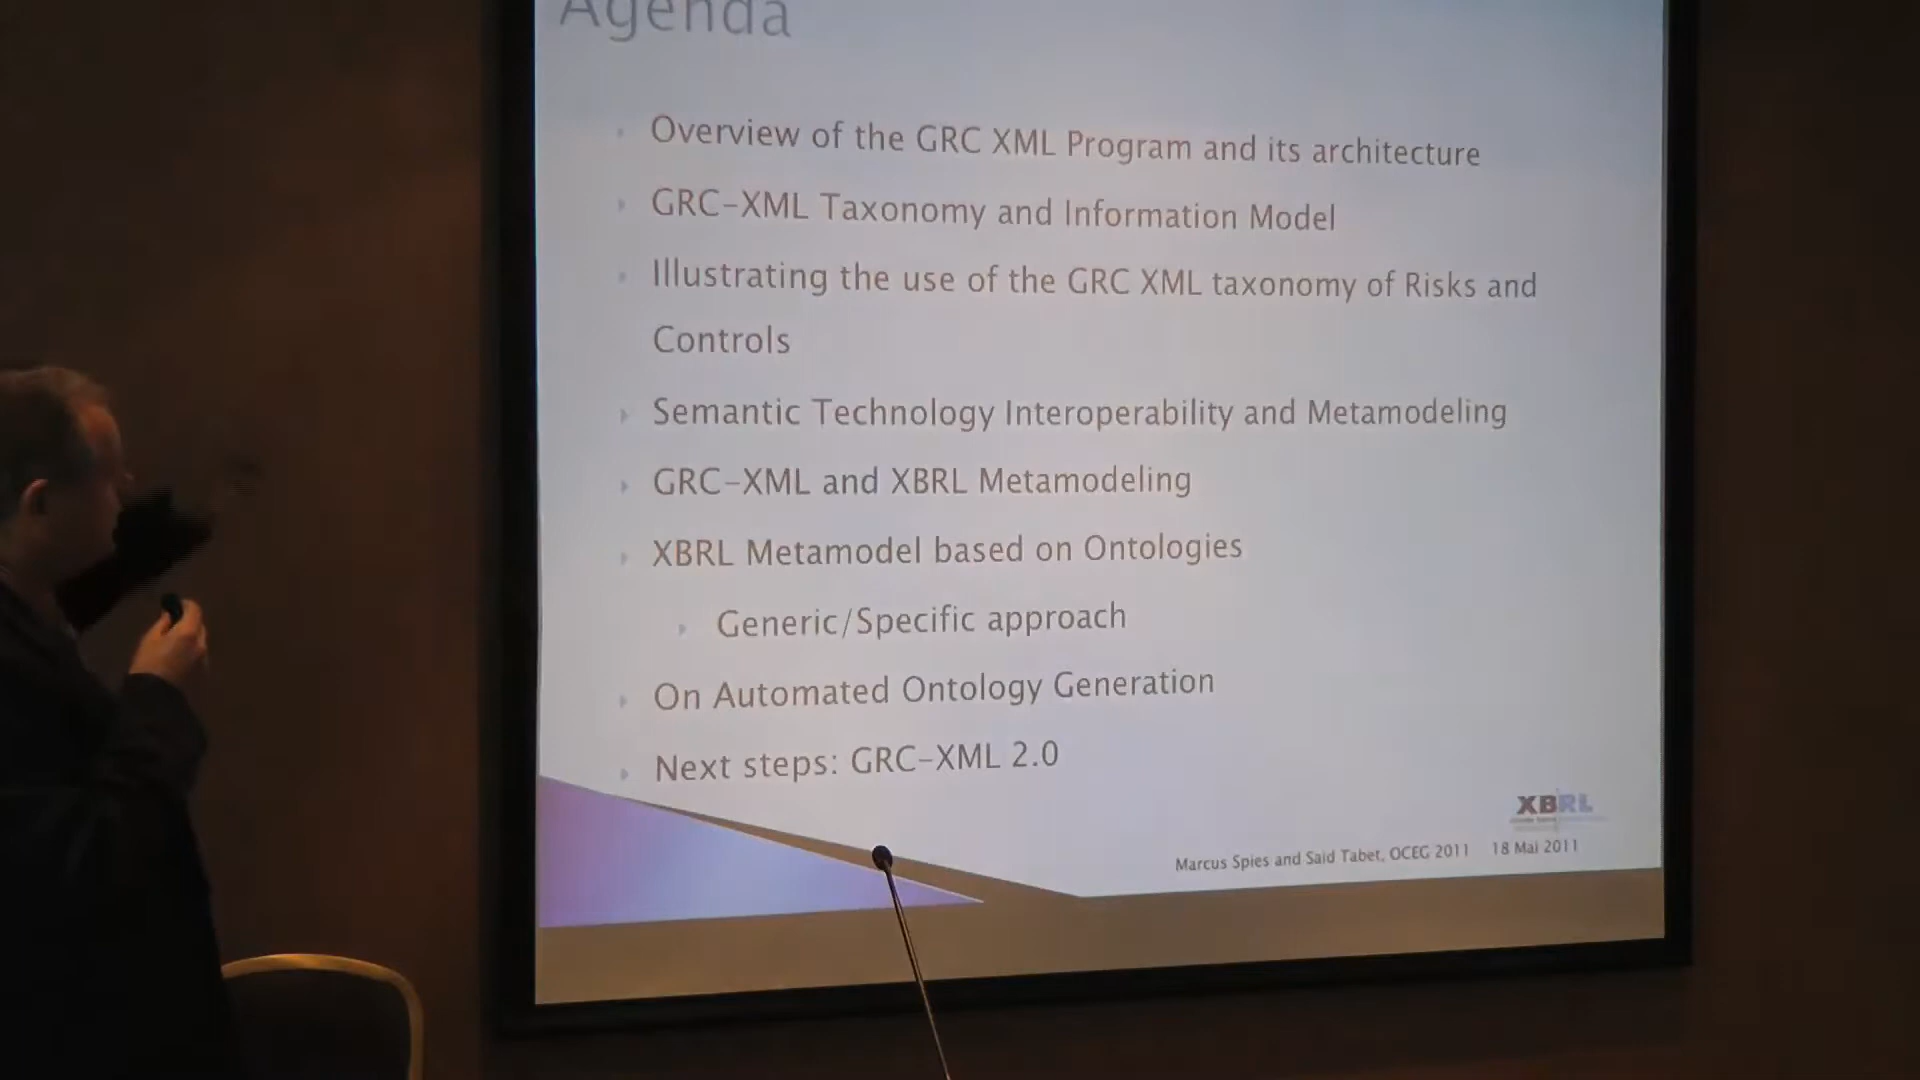 Agenda
Overview of the GRC XML Program and its architecture
GRC-XML Taxonomy and Information Model
Illustrating the use of the GRC XML taxonomy of Risks and
Controls
Semantic Technology Interoperability and Metamodeling
GRC-XML and XBRL Metamodeling
XBRL Metamodel based on Ontologies
Generic/Specific approach
On Automated Ontology Generation
Next steps: GRC-XML 2.0
XBRL
Marcus Spies and Said Tabet, OCEG 2011 18 Mai 2011